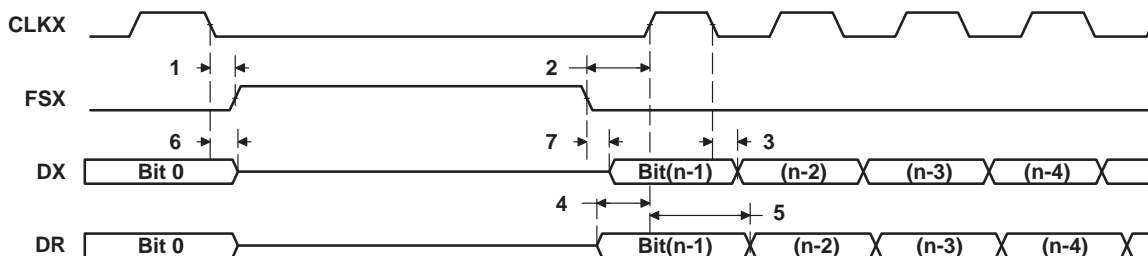 CLKX
1 2
FSX
6 7 3
DX Bit 0 Bit(n-1) (n-2) (n-3) (n-4)
4 5
DR Bit 0 Bit(n-1) (n-2) (n-3) (n-4)